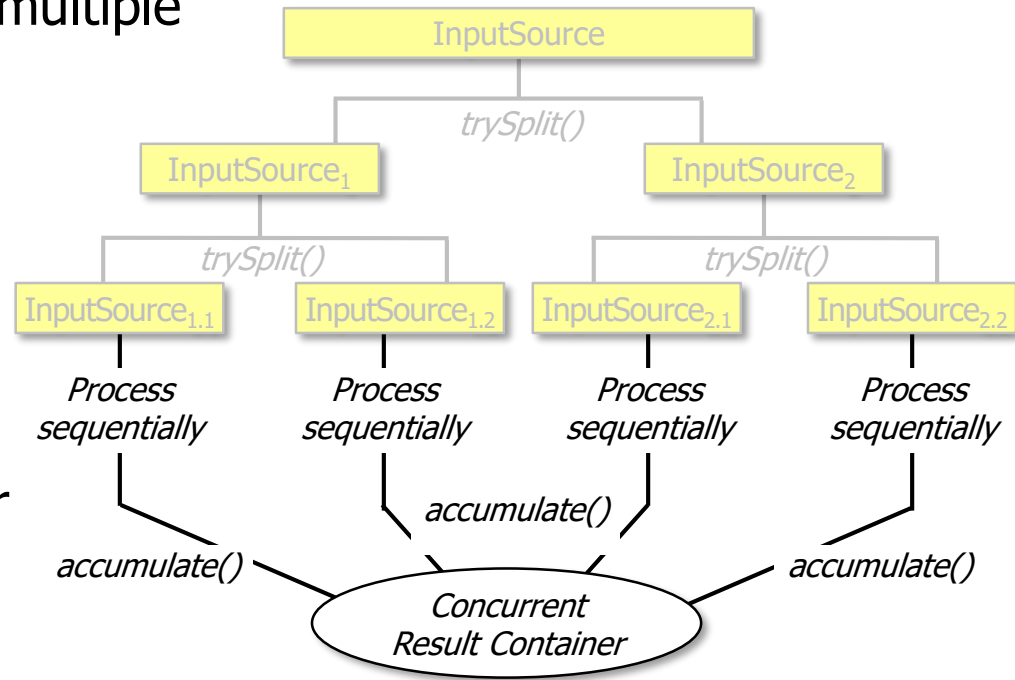 multiple
InputSource
trySplit()
InputSource₁
InputSource₂
trySplit()
trySplit()
InputSource₁.₁
InputSource₁.₂
InputSource₂.₁
InputSource₂.₂
Process
sequentially
Process
sequentially
Process
sequentially
Process
sequentially
accumulate()
accumulate()
accumulate()
Concurrent
Result Container